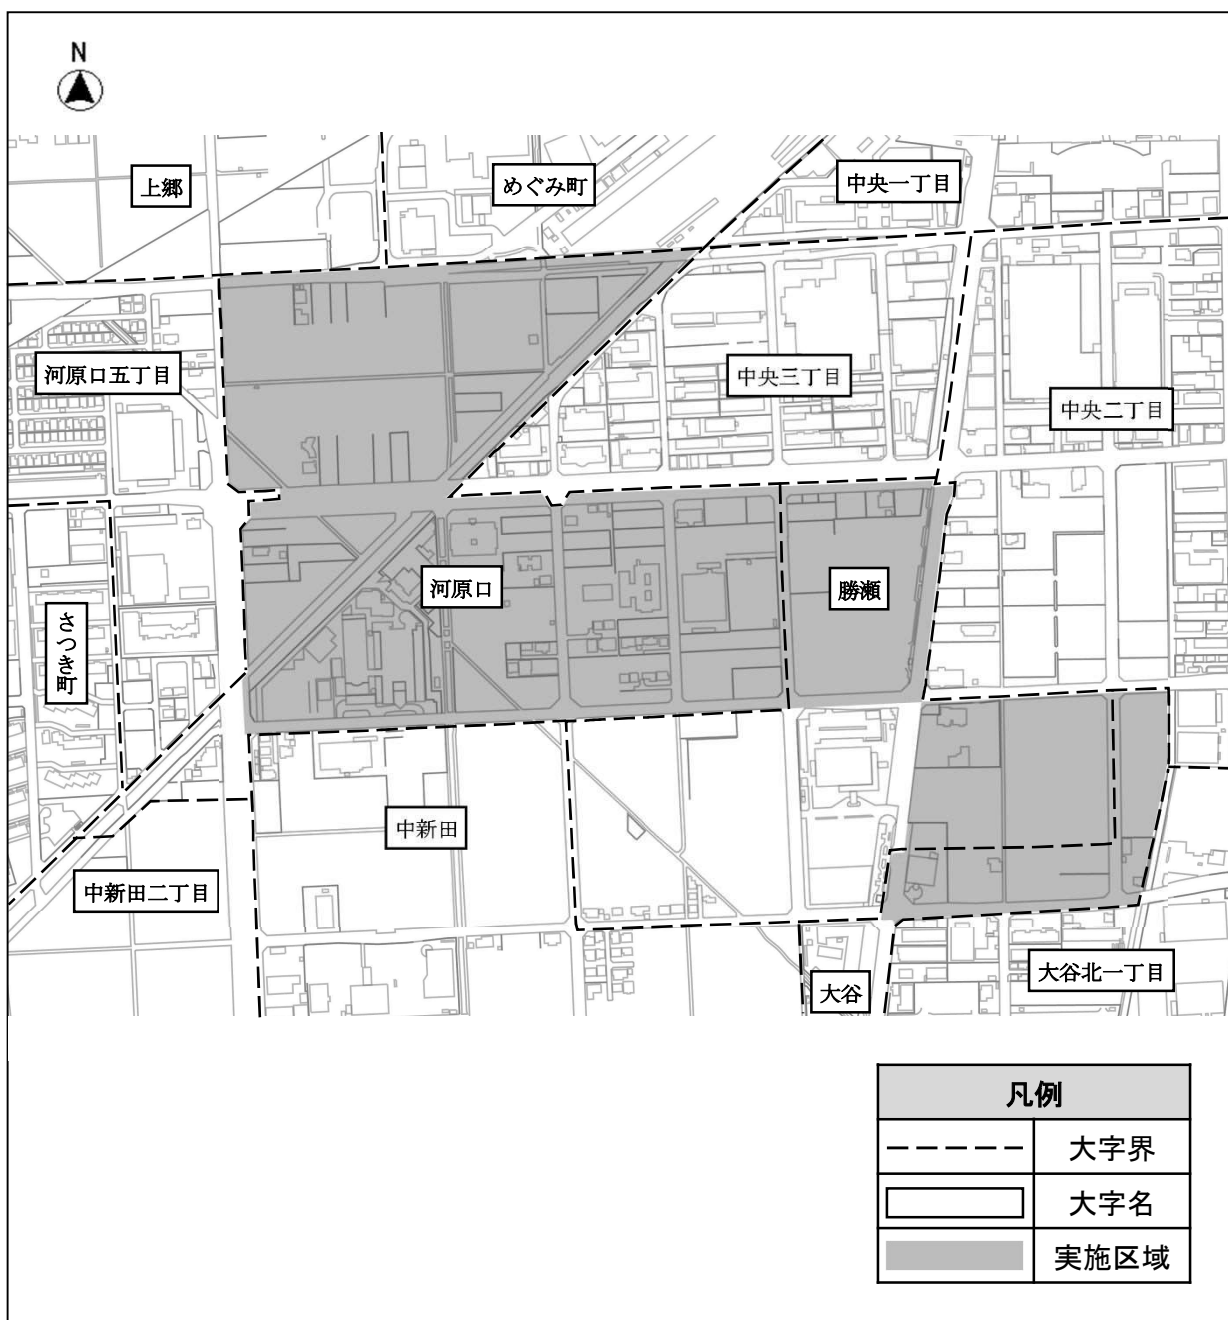 N
上郷
めぐみ町
中央一丁目
河原口五丁目
中央三丁目
中央二丁目
河原口
勝瀬
さつき町
中新田
中新田二丁目
大谷
大谷北一丁目
凡例
大字界
大字名
実施区域